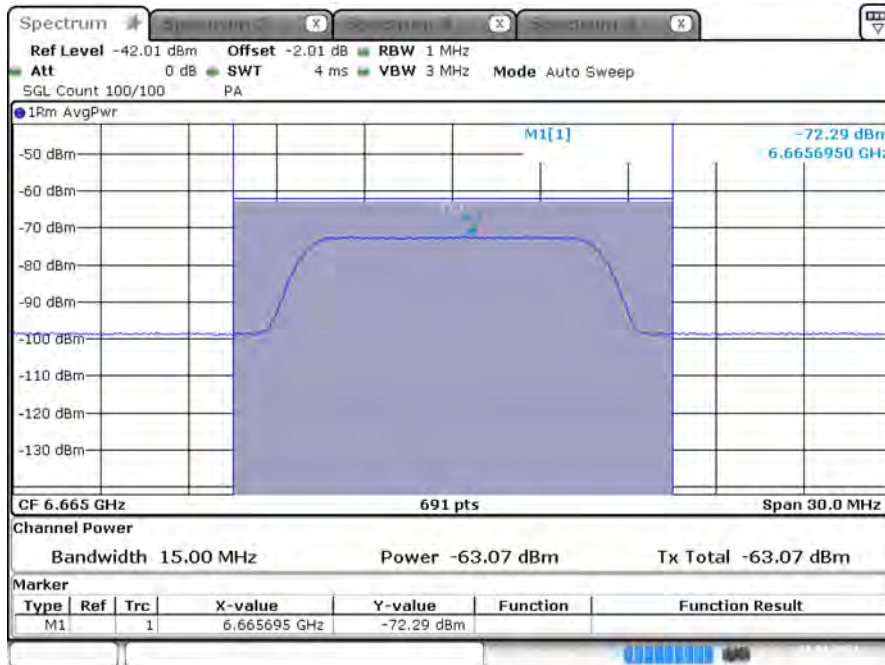 Spectrum X X X
Ref Level -42.01 dBm Offset -2.01 dB RBW 1 MHz
Att 0 dB SWT 4 ms VBW 3 MHz Mode Auto Sweep
SGL Count 100/100 PA
1Rm AvgPwr
M1[1] -72.29 dBm
6.6656950 GHz
-50 dBm
-60 dBm
-70 dBm
-80 dBm
-90 dBm
-100 dBm
-110 dBm
-120 dBm
-130 dBm
CF 6.665 GHz 691 pts Span 30.0 MHz
Channel Power
Bandwidth 15.00 MHz Power -63.07 dBm Tx Total -63.07 dBm
Marker
Type Ref Trc X-value Y-value Function Function Result
M1 1 6.665695 GHz -72.29 dBm